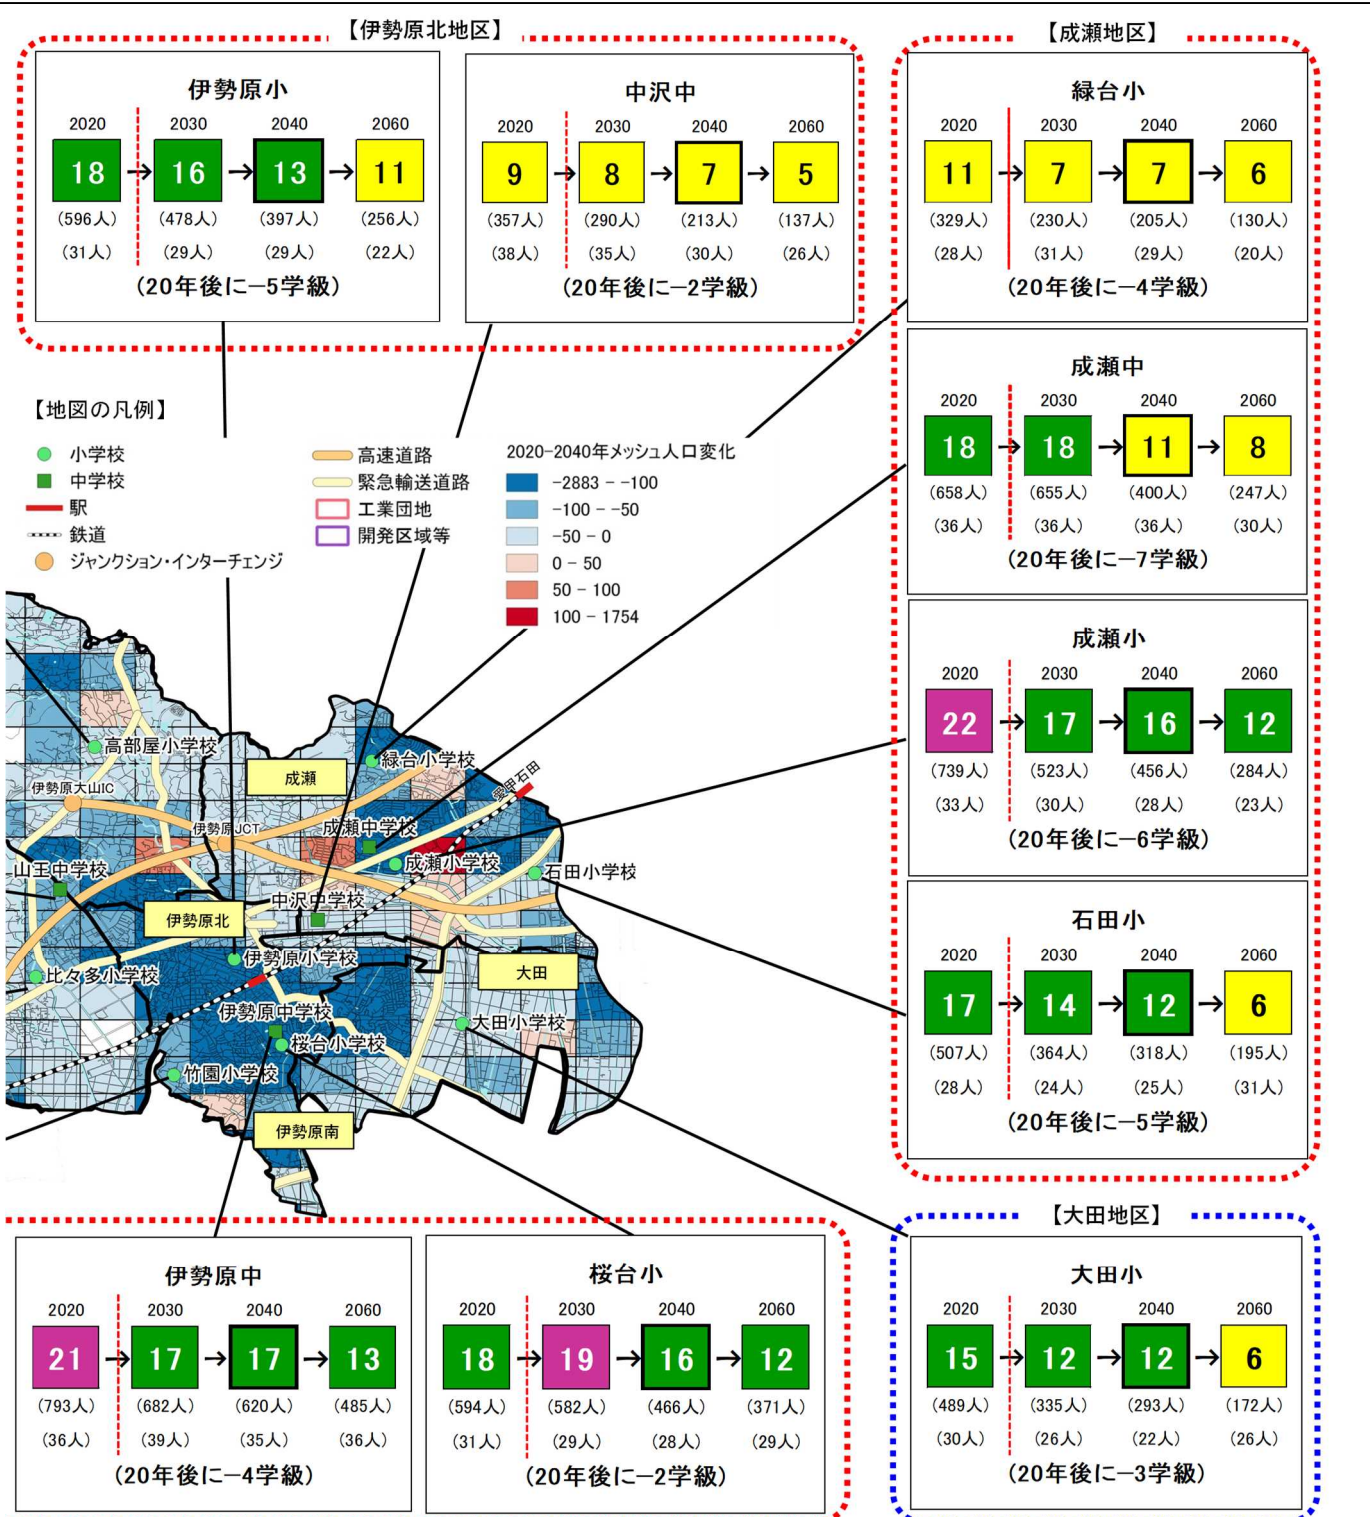 【伊勢原北地区】
伊勢原小
2020 2030 2040 2060
18 → 16 → 13 → 11
(596人) (478人) (397人) (256人)
(31人) (29人) (29人) (22人)
(20年後に−5学級)
中沢中
2020 2030 2040 2060
9 → 8 → 7 → 5
(357人) (290人) (213人) (137人)
(38人) (35人) (30人) (26人)
(20年後に−2学級)
【成瀬地区】
緑台小
2020 2030 2040 2060
11 → 7 → 7 → 6
(329人) (230人) (205人) (130人)
(28人) (31人) (29人) (20人)
(20年後に−4学級)
成瀬中
2020 2030 2040 2060
18 → 18 → 11 → 8
(658人) (655人) (400人) (247人)
(36人) (36人) (36人) (30人)
(20年後に−7学級)
成瀬小
2020 2030 2040 2060
22 → 17 → 16 → 12
(739人) (523人) (456人) (284人)
(33人) (30人) (28人) (23人)
(20年後に−6学級)
石田小
2020 2030 2040 2060
17 → 14 → 12 → 6
(507人) (364人) (318人) (195人)
(28人) (24人) (25人) (31人)
(20年後に−5学級)
【地図の凡例】
小学校
中学校
駅
鉄道
ジャンクション・インターチェンジ
高速道路
緊急輸送道路
工業団地
開発区域等
2020-2040年メッシュ人口変化
-2883 - -100
-100 - -50
-50 - 0
0 - 50
50 - 100
100 - 1754
高部屋小学校
緑台小学校
成瀬
愛甲石田
伊勢原大山IC
伊勢原JCT
成瀬中学校
成瀬小学校
山王中学校
石田小学校
中沢中学校
伊勢原北
伊勢原小学校
比々多小学校
大田
伊勢原中学校
大田小学校
桜台小学校
竹園小学校
伊勢原南
伊勢原中
2020 2030 2040 2060
21 → 17 → 17 → 13
(793人) (682人) (620人) (485人)
(36人) (39人) (35人) (36人)
(20年後に−4学級)
桜台小
2020 2030 2040 2060
18 → 19 → 16 → 12
(594人) (582人) (466人) (371人)
(31人) (29人) (28人) (29人)
(20年後に−2学級)
【大田地区】
大田小
2020 2030 2040 2060
15 → 12 → 12 → 6
(489人) (335人) (293人) (172人)
(30人) (26人) (22人) (26人)
(20年後に−3学級)